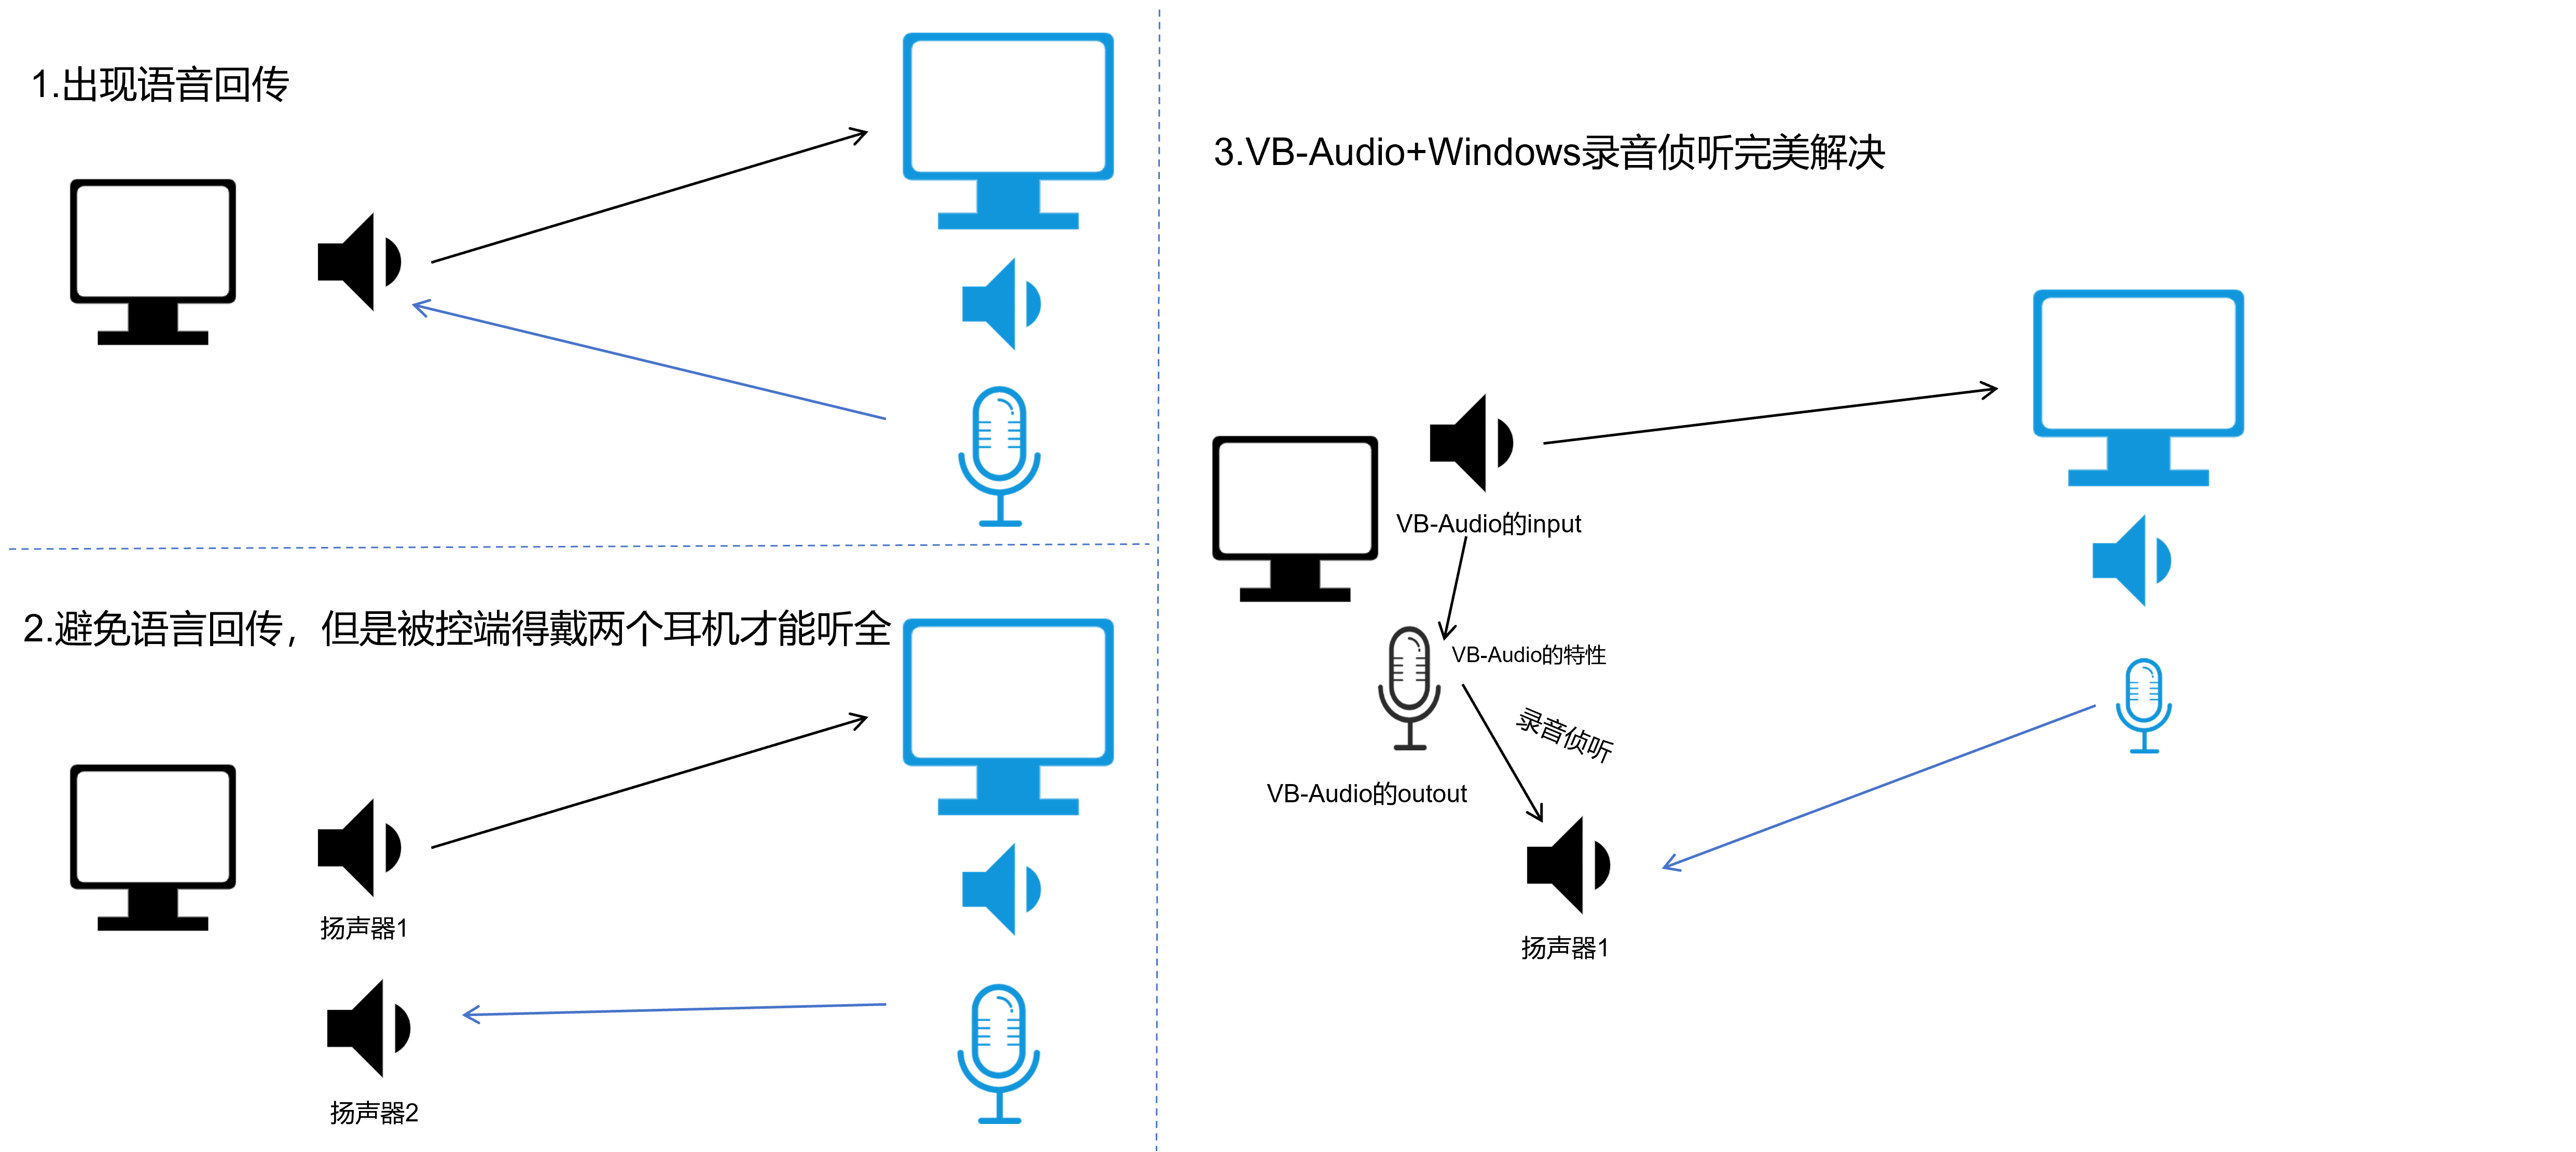 1.出现语音回传
2.避免语言回传，但是被控端得戴两个耳机才能听全
扬声器1
扬声器2
3.VB-Audio+Windows录音侦听完美解决
VB-Audio的input
VB-Audio的特性
录音侦听
VB-Audio的outout
扬声器1